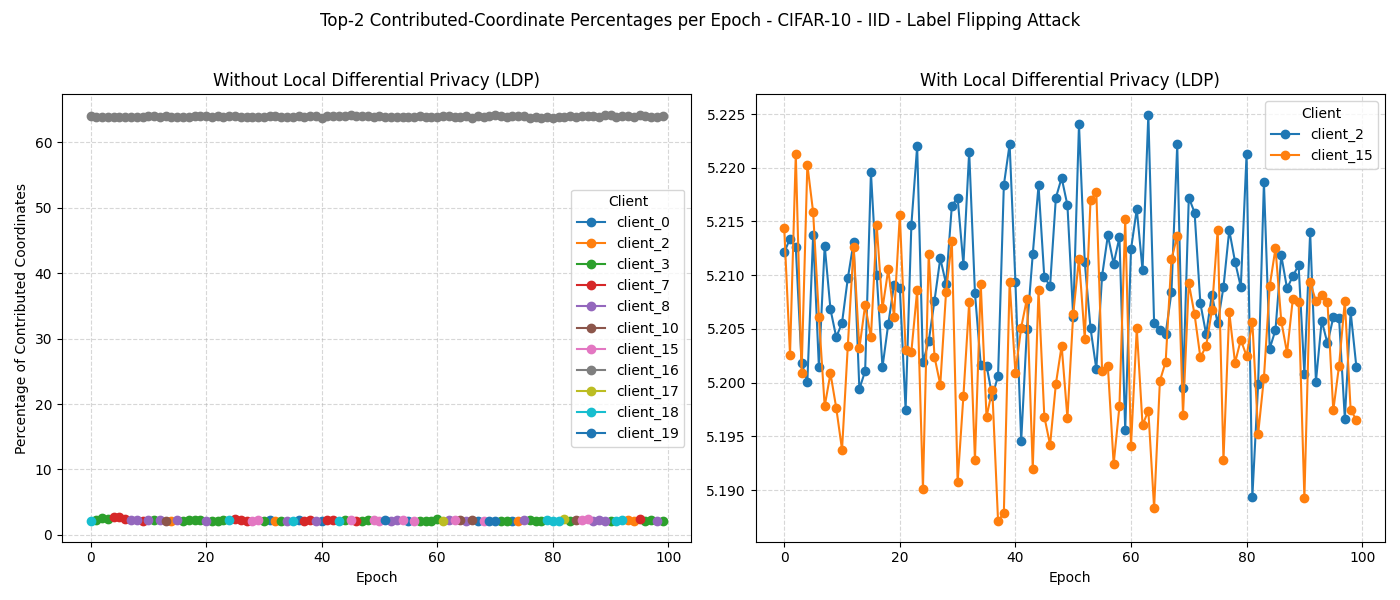 Top-2 Contributed-Coordinate Percentages per Epoch - CIFAR-10 - IID - Label Flipping Attack
Without Local Differential Privacy (LDP)
Percentage of Contributed Coordinates
60
50
40
30
20
10
0
Client
client_0
client_2
client_3
client_7
client_8
client_10
client_15
client_16
client_17
client_18
client_19
0 20 40 60 80 100
Epoch
With Local Differential Privacy (LDP)
5.225
5.220
5.215
5.210
5.205
5.200
5.195
5.190
Client
client_2
client_15
0 20 40 60 80 100
Epoch